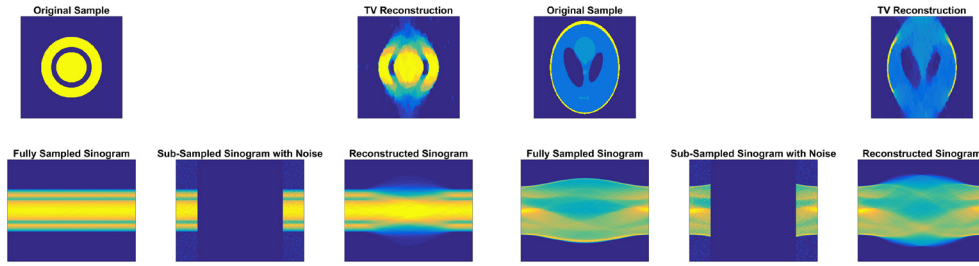 Original Sample
TV Reconstruction
Original Sample
TV Reconstruction
Fully Sampled Sinogram
Sub-Sampled Sinogram with Noise
Reconstructed Sinogram
Fully Sampled Sinogram
Sub-Sampled Sinogram with Noise
Reconstructed Sinogram